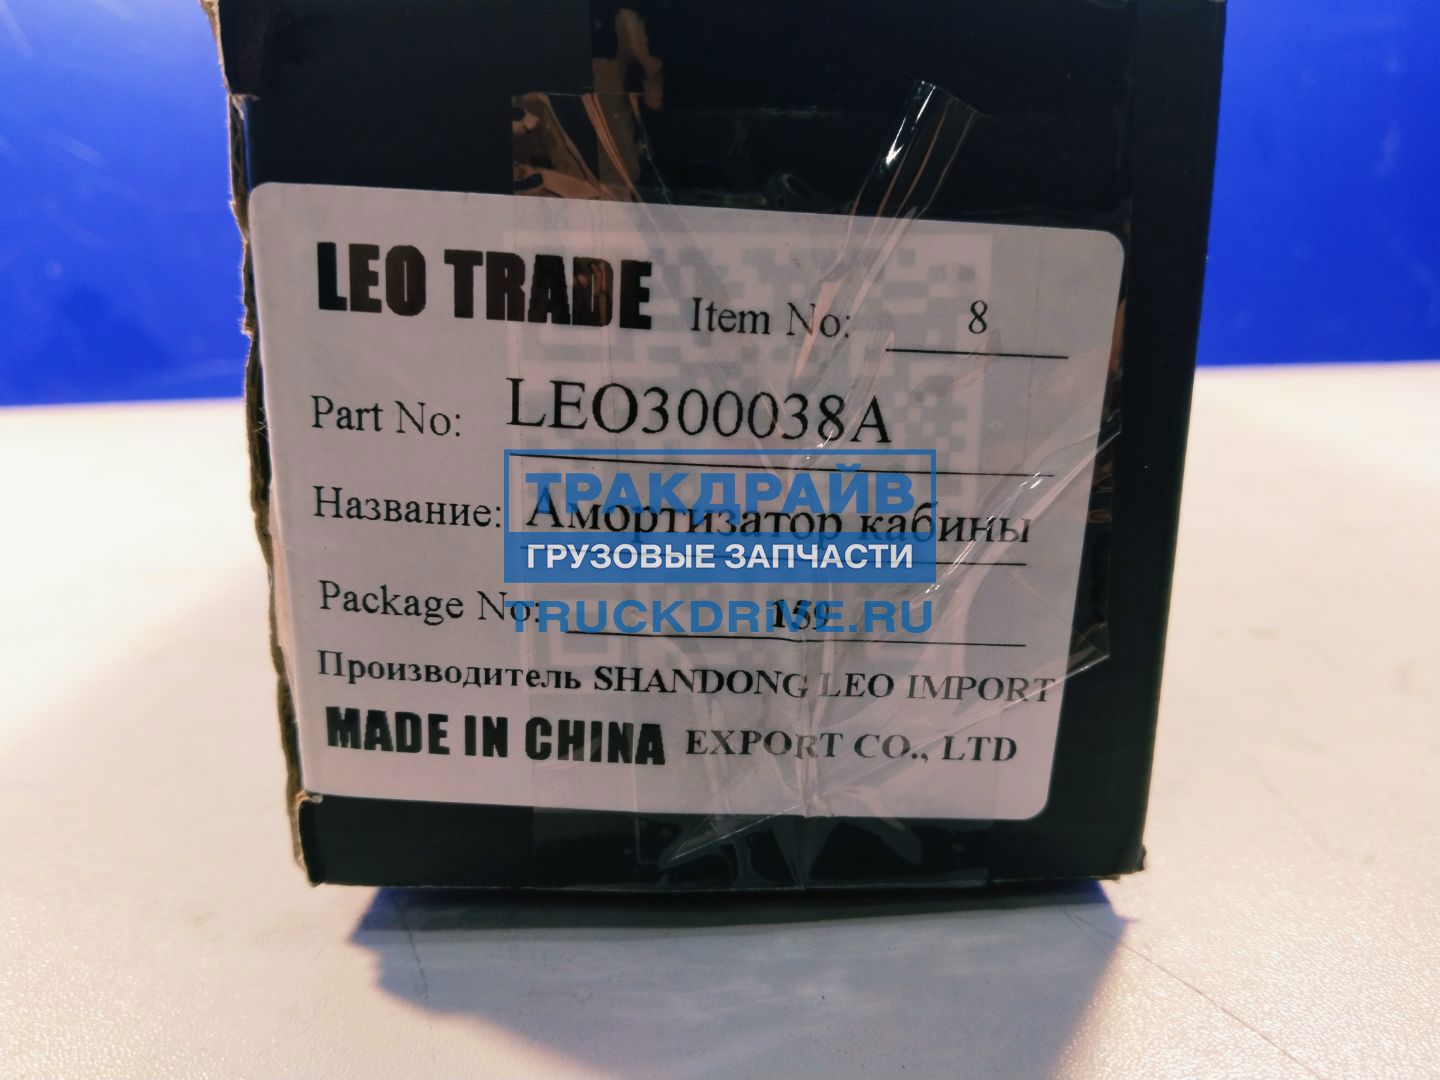 LEO TRADE Item No: 8
Part No: LEO300038A
ТРАКДРАЙВ
Название: Амортизатор кабины
ГРУЗОВЫЕ ЗАПЧАСТИ
Package No: 159
TRUCKDRiVE.RU
Производитель SHANDONG LEO IMPORT
MADE IN CHINA EXPORT CO., LTD